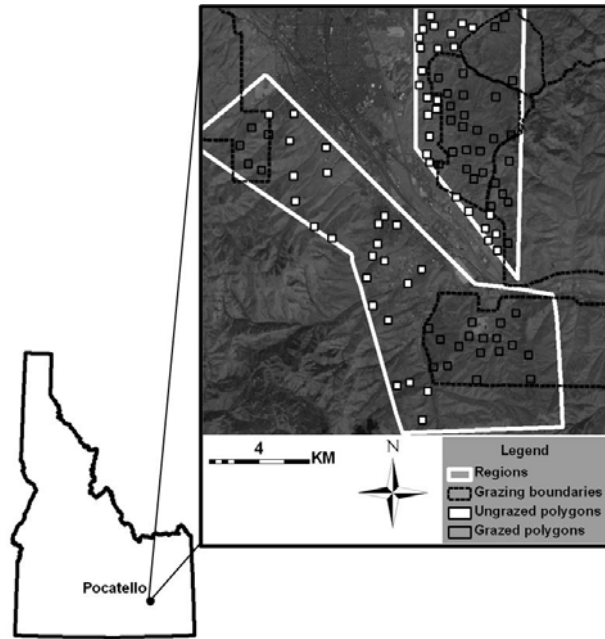 4
KM
N
Legend
Regions
Grazing boundaries
Ungrazed polygons
Grazed polygons
Pocatello